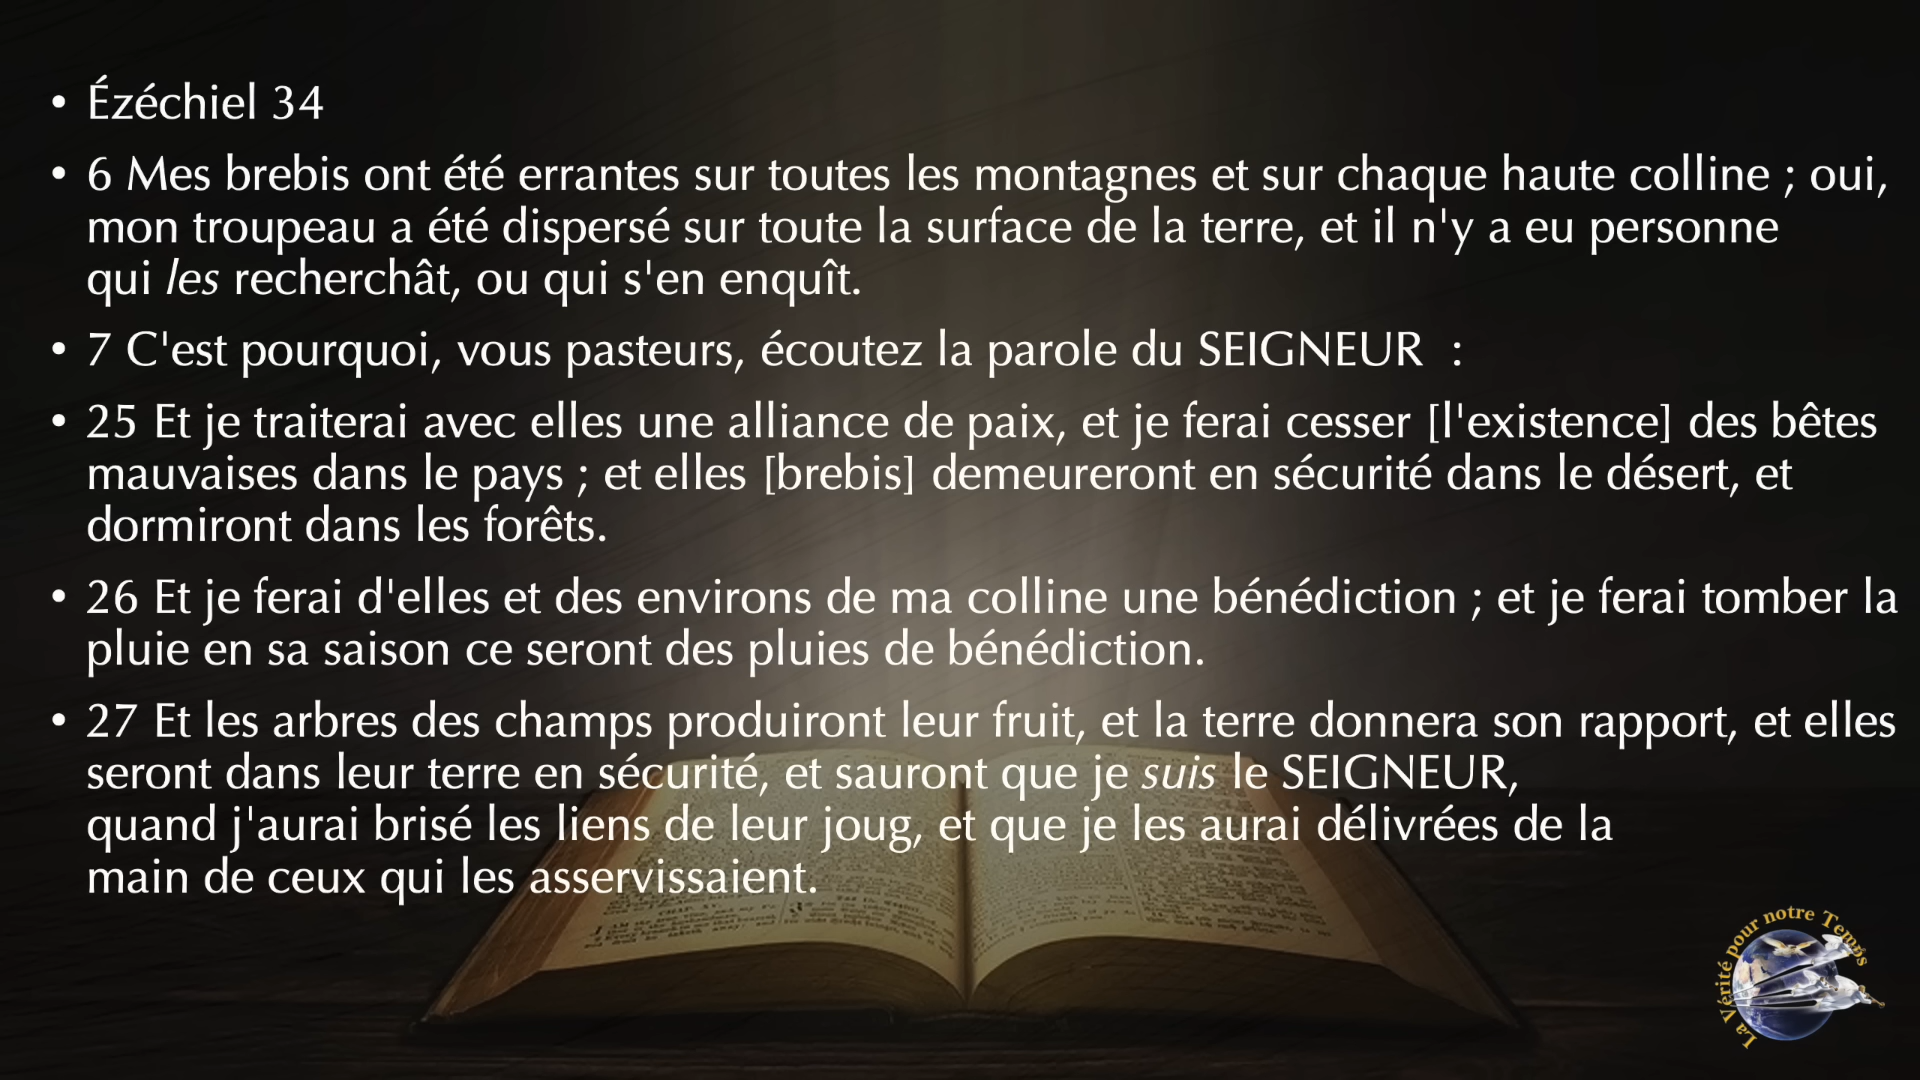 • Ézéchiel 34
• 6 Mes brebis ont été errantes sur toutes les montagnes et sur chaque haute colline ; oui,
mon troupeau a été dispersé sur toute la surface de la terre, et il n'y a eu personne
qui les recherchât, ou qui s'en enquît.
• 7 C'est pourquoi, vous pasteurs, écoutez la parole du SEIGNEUR  :
• 25 Et je traiterai avec elles une alliance de paix, et je ferai cesser [l'existence] des bêtes
mauvaises dans le pays ; et elles [brebis] demeureront en sécurité dans le désert, et
dormiront dans les forêts.
• 26 Et je ferai d'elles et des environs de ma colline une bénédiction ; et je ferai tomber la
pluie en sa saison ce seront des pluies de bénédiction.
• 27 Et les arbres des champs produiront leur fruit, et la terre donnera son rapport, et elles
seront dans leur terre en sécurité, et sauront que je suis le SEIGNEUR,
quand j'aurai brisé les liens de leur joug, et que je les aurai délivrées de la
main de ceux qui les asservissaient.
La Vérité pour notre Temps